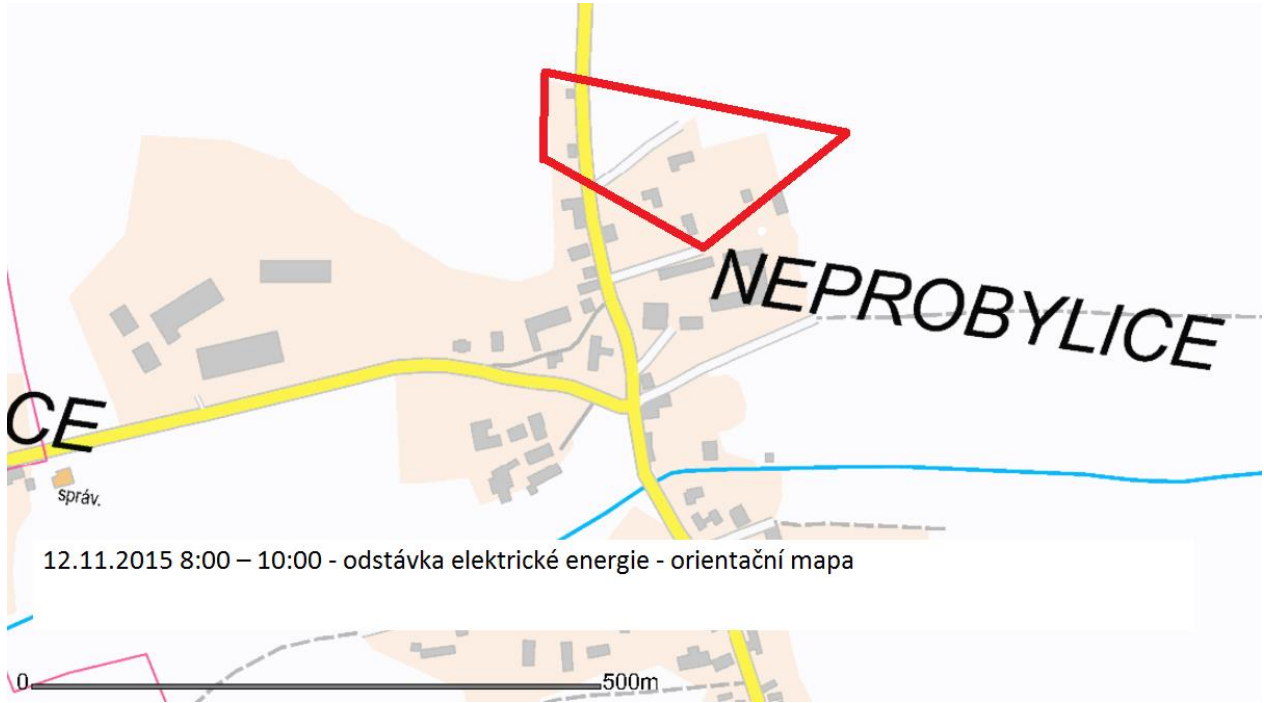 NEPROBYLICE
CE
správ.
12.11.2015 8:00 – 10:00 - odstávka elektrické energie - orientační mapa
0 500m